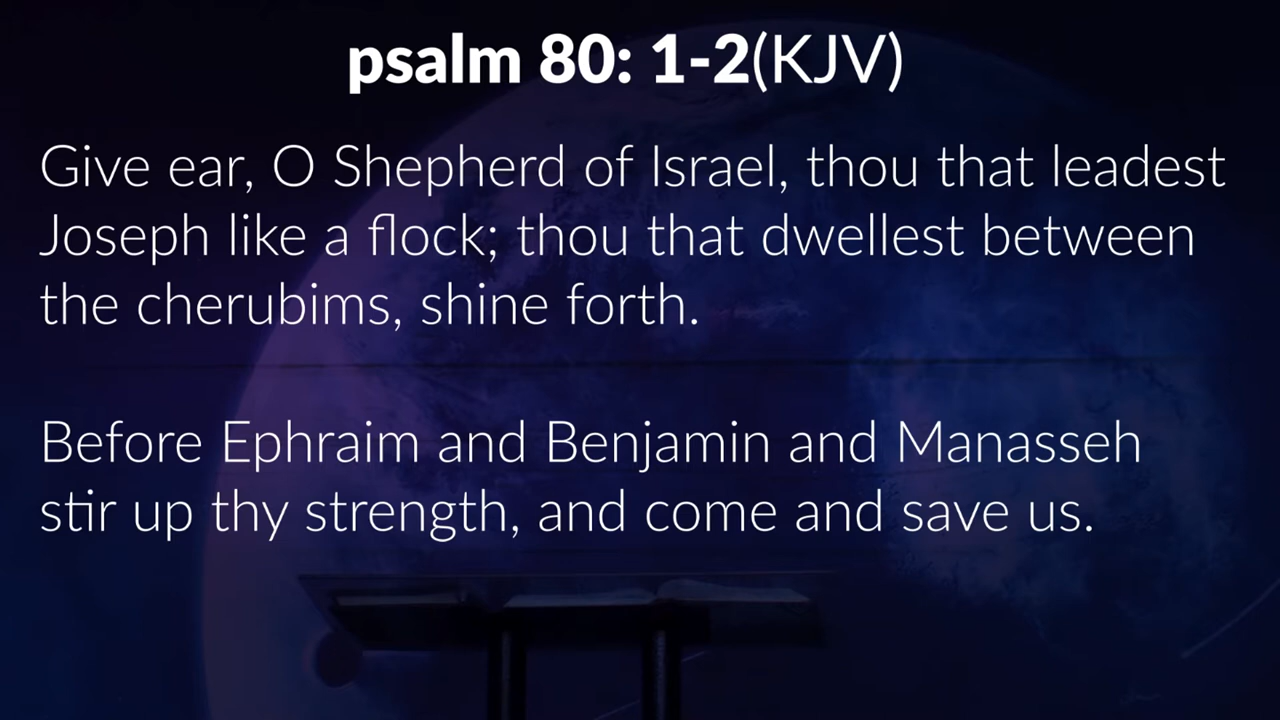 psalm 80: 1-2(KJV)
Give ear, O Shepherd of Israel, thou that leadest
Joseph like a flock; thou that dwellest between
the cherubims, shine forth.
Before Ephraim and Benjamin and Manasseh
stir up thy strength, and come and save us.